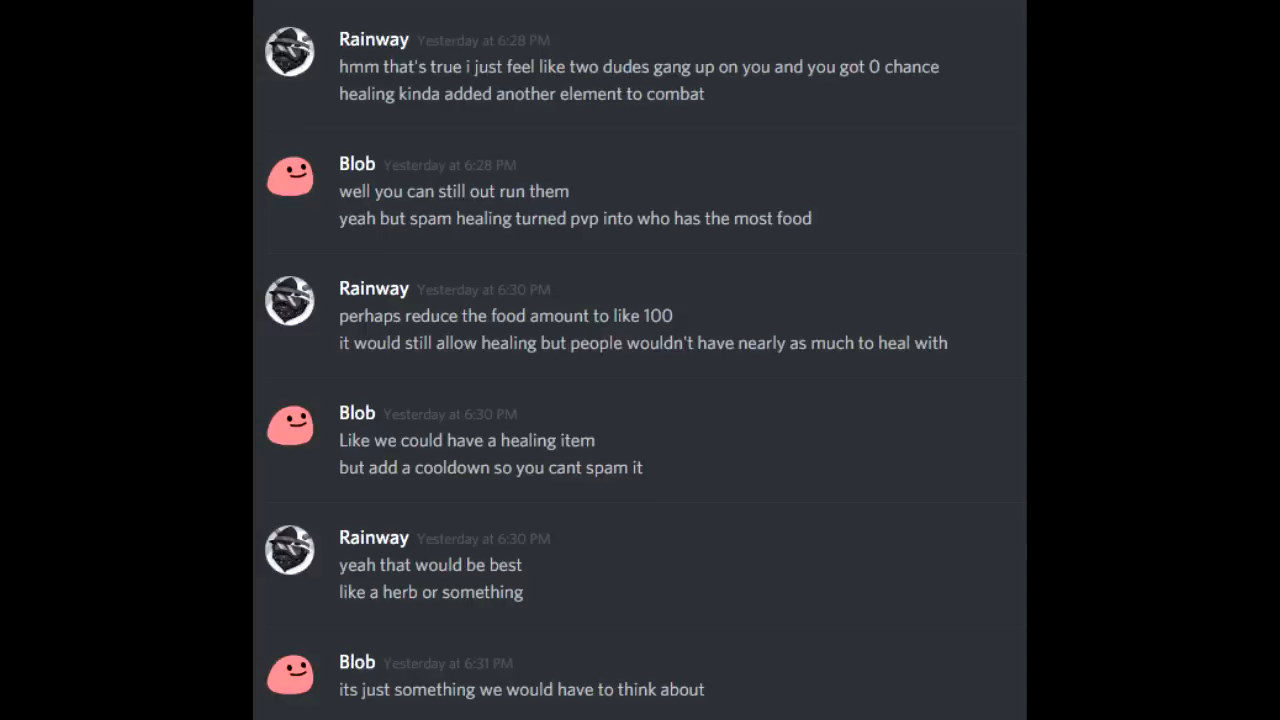 Rainway Yesterday at 6:28 PM
hmm that's true i just feel like two dudes gang up on you and you got 0 chance
healing kinda added another element to combat
Blob Yesterday at 6:28 PM
well you can still out run them
yeah but spam healing turned pvp into who has the most food
Rainway Yesterday at 6:30 PM
perhaps reduce the food amount to like 100
it would still allow healing but people wouldn't have nearly as much to heal with
Blob Yesterday at 6:30 PM
Like we could have a healing item
but add a cooldown so you cant spam it
Rainway Yesterday at 6:30 PM
yeah that would be best
like a herb or something
Blob Yesterday at 6:31 PM
its just something we would have to think about